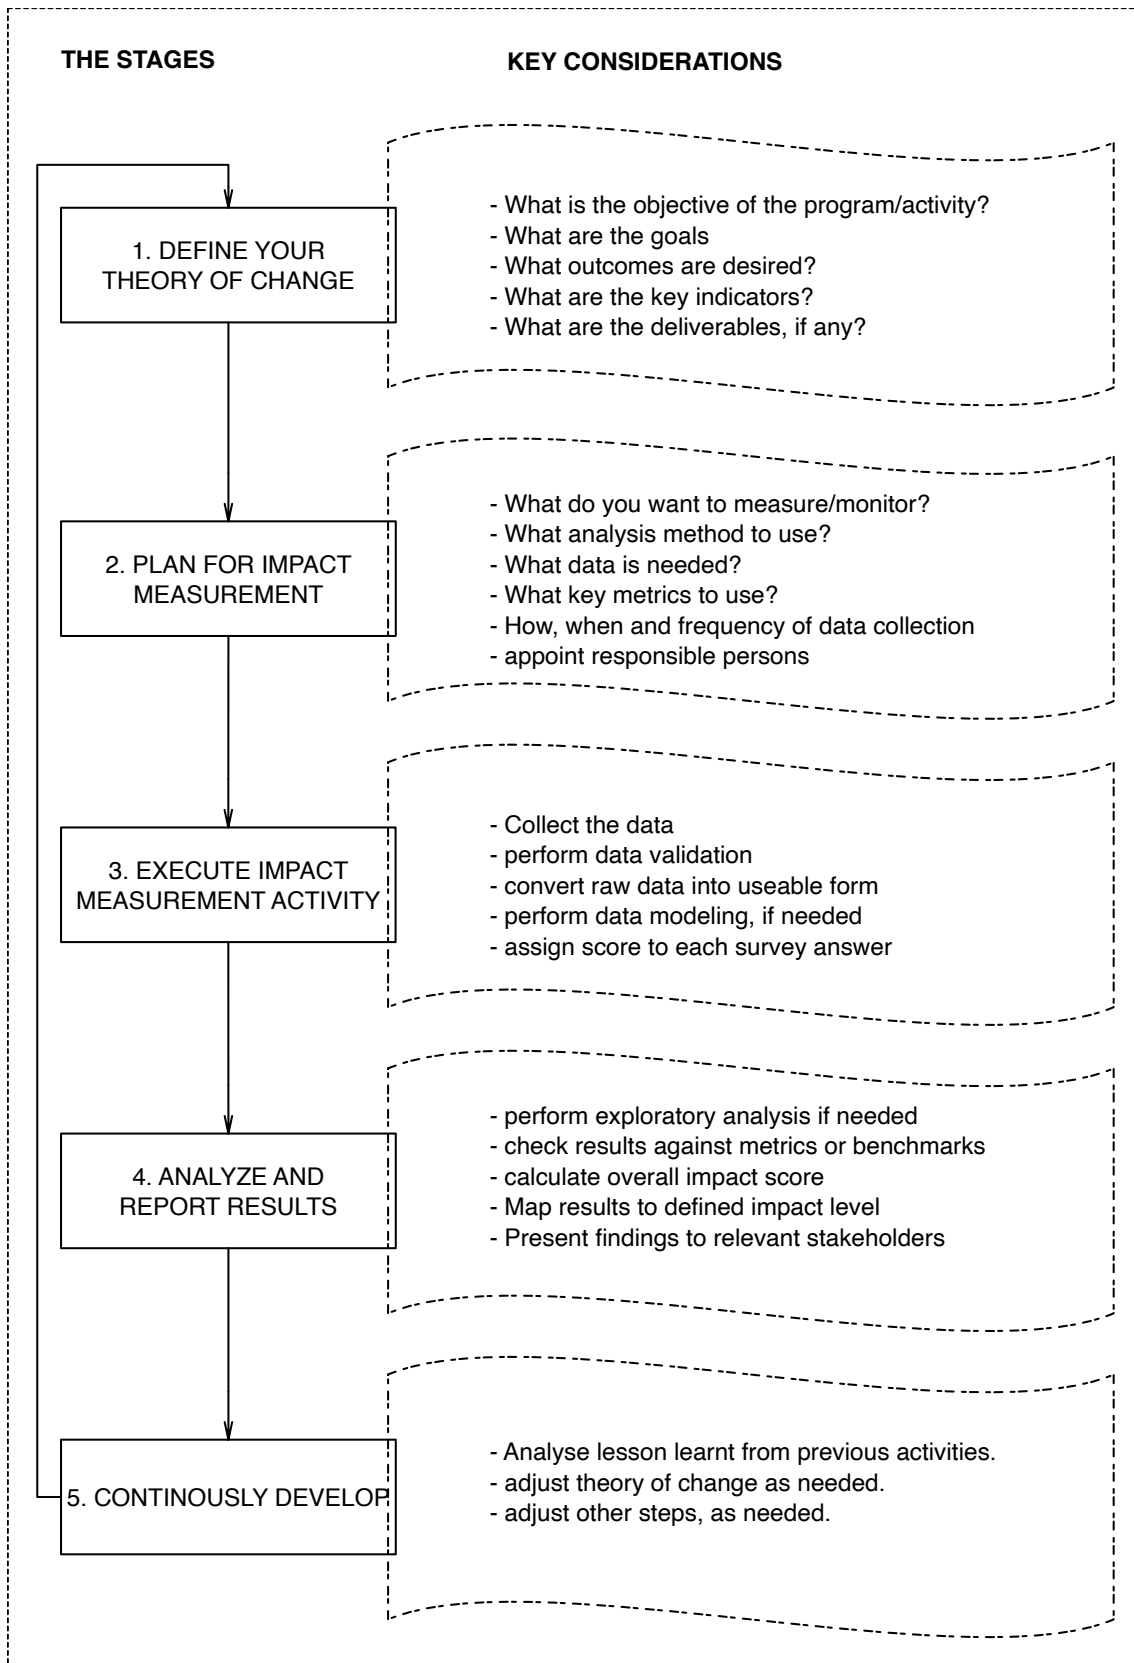 THE STAGES
KEY CONSIDERATIONS
1. DEFINE YOUR
THEORY OF CHANGE
- What is the objective of the program/activity?
- What are the goals
- What outcomes are desired?
- What are the key indicators?
- What are the deliverables, if any?
2. PLAN FOR IMPACT
MEASUREMENT
- What do you want to measure/monitor?
- What analysis method to use?
- What data is needed?
- What key metrics to use?
- How, when and frequency of data collection
- appoint responsible persons
3. EXECUTE IMPACT
MEASUREMENT ACTIVITY
- Collect the data
- perform data validation
- convert raw data into useable form
- perform data modeling, if needed
- assign score to each survey answer
4. ANALYZE AND
REPORT RESULTS
- perform exploratory analysis if needed
- check results against metrics or benchmarks
- calculate overall impact score
- Map results to defined impact level
- Present findings to relevant stakeholders
5. CONTINOUSLY DEVELOP
- Analyse lesson learnt from previous activities.
- adjust theory of change as needed.
- adjust other steps, as needed.